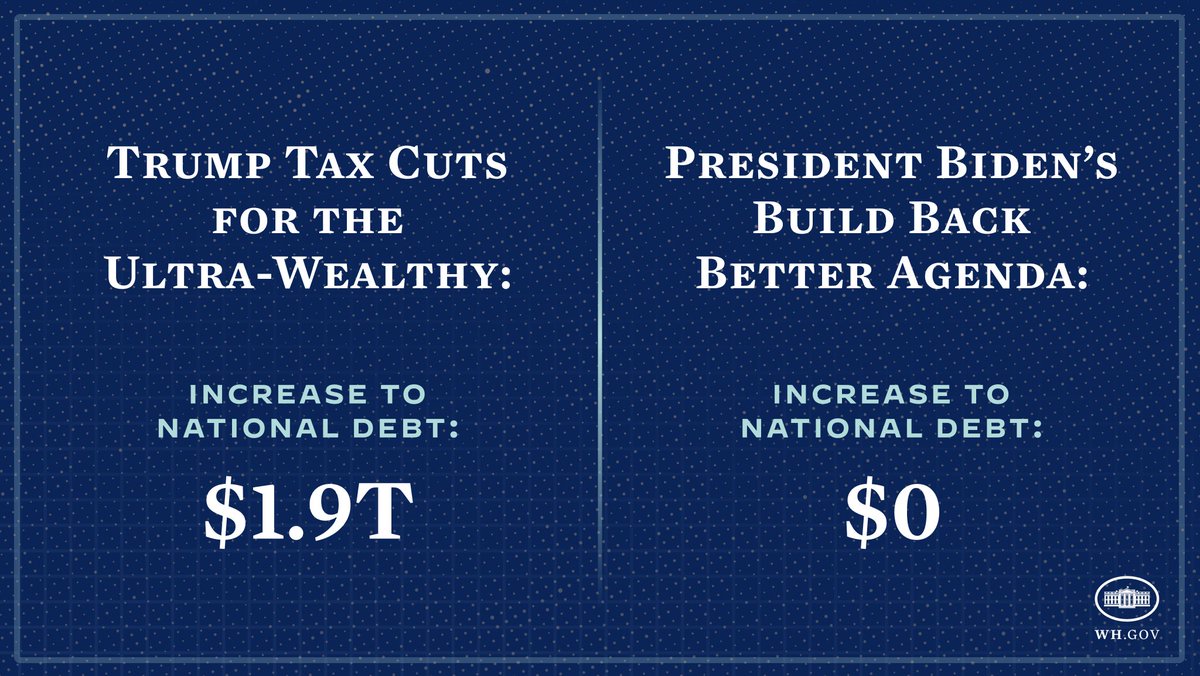 Trump Tax Cuts
for the
Ultra-Wealthy:
INCREASE TO
NATIONAL DEBT:
$1.9T
President Biden’s
Build Back
Better Agenda:
INCREASE TO
NATIONAL DEBT:
$0
WH.GOV